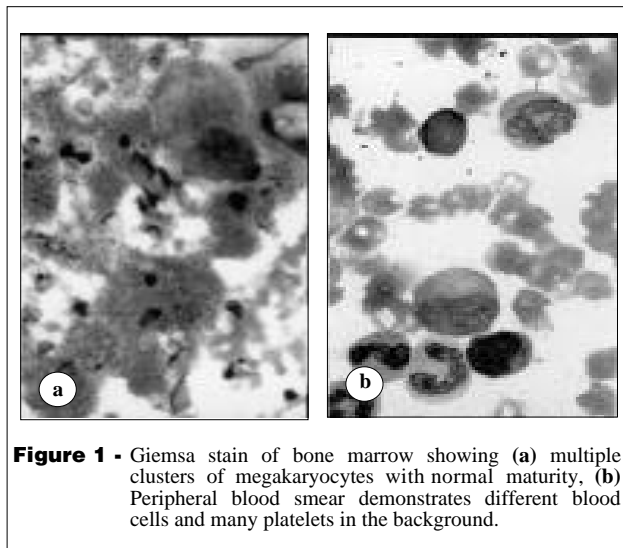 a
b
Figure 1 - Giemsa stain of bone marrow showing (a) multiple
clusters of megakaryocytes with normal maturity, (b)
Peripheral blood smear demonstrates different blood
cells and many platelets in the background.